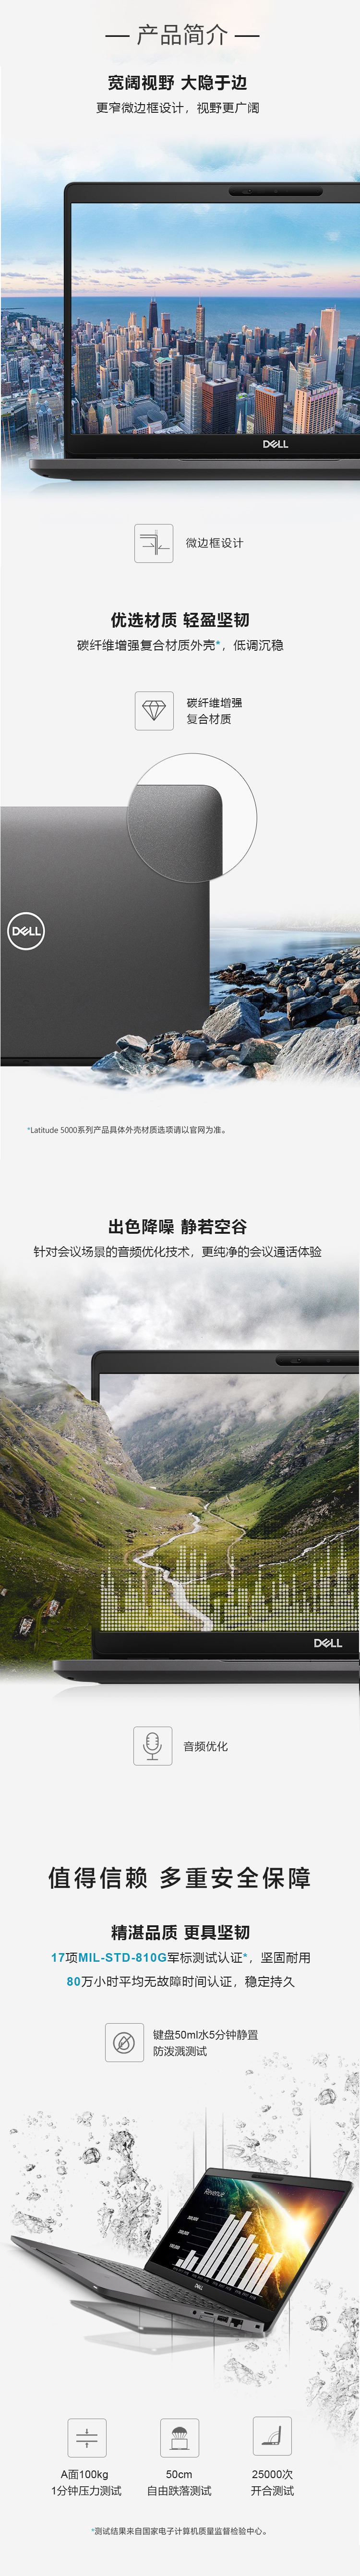 产品简介
宽阔视野 大隐于边
更窄微边框设计，视野更广阔
DELL
微边框设计
优选材质 轻盈坚韧
碳纤维增强复合材质外壳*，低调沉稳
碳纤维增强
复合材质
DELL
*Latitude 5000系列产品具体外壳材质选项请以官网为准。
出色降噪 静若空谷
针对会议场景的音频优化技术，更纯净的会议通话体验
DELL
音频优化
值得信赖 多重安全保障
精湛品质 更具坚韧
17项MIL-STD-810G军标测试认证*，坚固耐用
80万小时平均无故障时间认证，稳定持久
键盘50ml水5分钟静置
防泼溅测试
Revenue
DELL
A面100kg
1分钟压力测试
50cm
自由跌落测试
25000次
开合测试
*测试结果来自国家电子计算机质量监督检验中心。